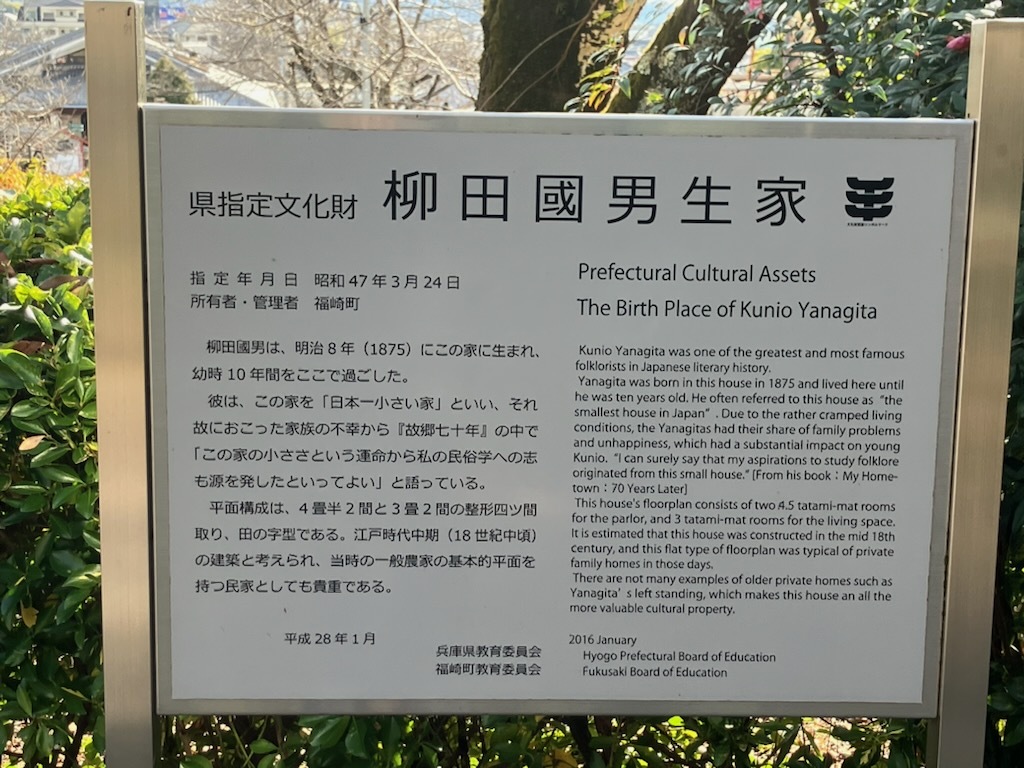 県指定文化財 柳田國男生家
指定年月日 昭和47年3月24日
所有者・管理者 福崎町
柳田國男は、明治8年（1875）にこの家に生まれ、
幼時10年間をここで過ごした。
彼は、この家を「日本一小さい家」といい、それ
故におこった家族の不幸から『故郷七十年』の中で
「この家の小ささという運命から私の民俗学への志
も源を発したといってよい」と語っている。
平面構成は、4畳半2間と3畳2間の整形四ツ間
取り、田の字型である。江戸時代中期（18世紀中頃）
の建築と考えられ、当時の一般農家の基本的平面を
持つ民家としても貴重である。
平成28年1月
兵庫県教育委員会
福崎町教育委員会
Prefectural Cultural Assets
The Birth Place of Kunio Yanagita
Kunio Yanagita was one of the greatest and most famous
folklorists in Japanese literary history.
Yanagita was born in this house in 1875 and lived here until
he was ten years old. He often referred to this house as “the
smallest house in Japan”. Due to the rather cramped living
conditions, the Yanagitas had their share of family problems
and unhappiness, which had a substantial impact on young
Kunio. “I can surely say that my aspirations to study folklore
originated from this small house.” [From his book：My Home-
town：70 Years Later]
This house's floorplan consists of two 4.5 tatami-mat rooms
for the parlor, and 3 tatami-mat rooms for the living space.
It is estimated that this house was constructed in the mid 18th
century, and this flat type of floorplan was typical of private
family homes in those days.
There are not many examples of older private homes such as
Yanagita’s left standing, which makes this house an all the
more valuable cultural property.
2016 January
Hyogo Prefectural Board of Education
Fukusaki Board of Education